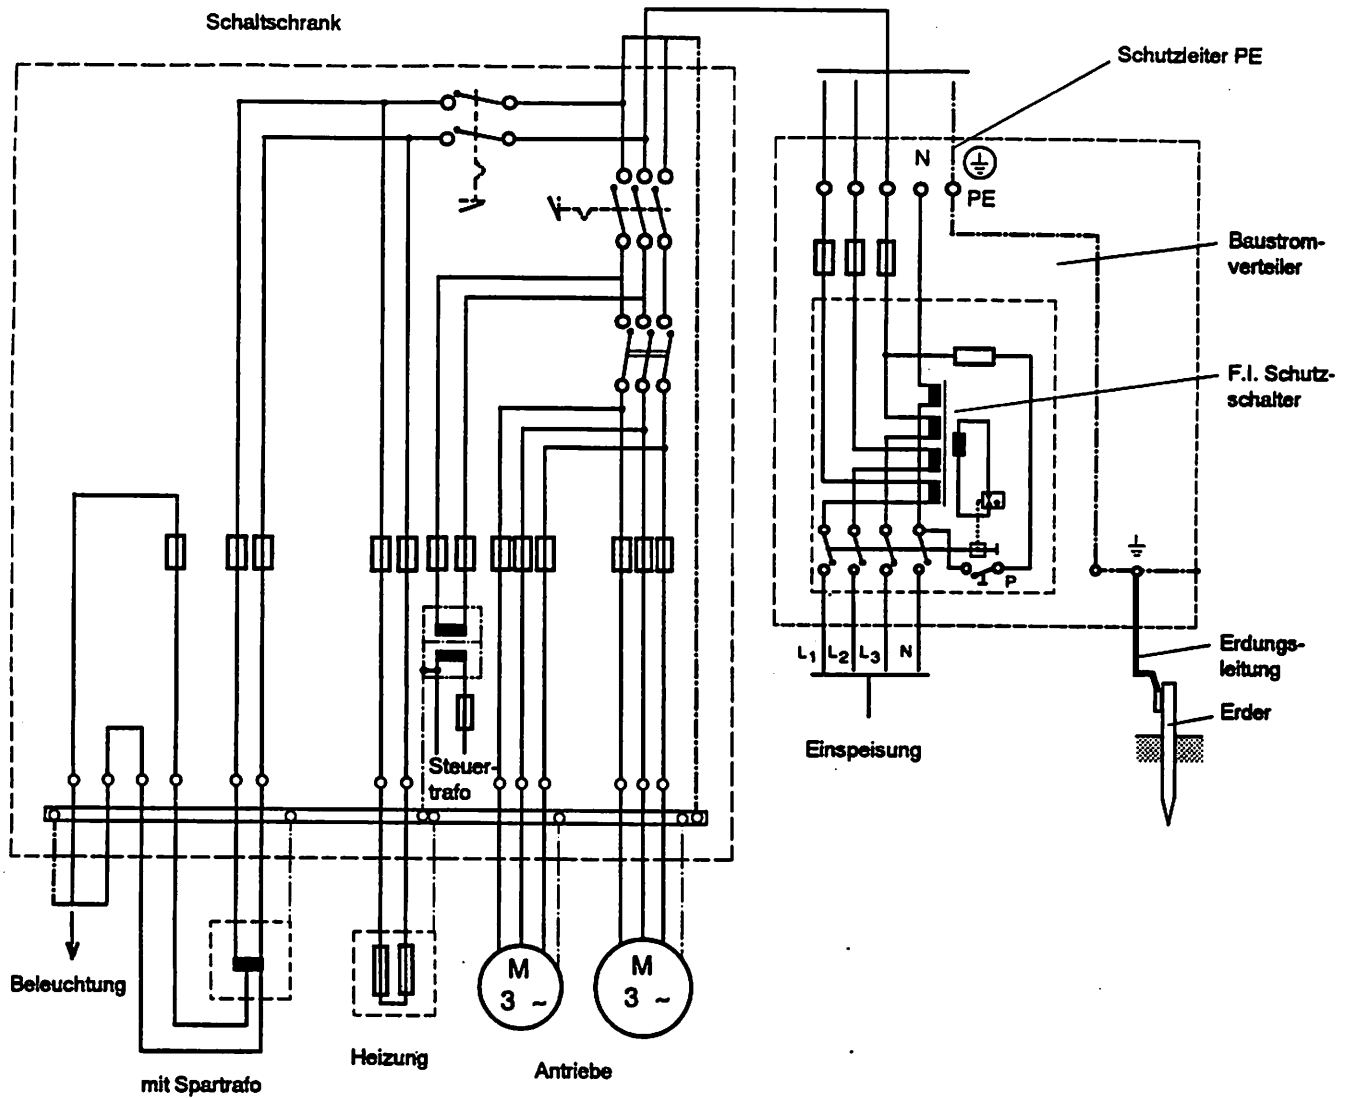 Schaltschrank
Schutzleiter PE
N
PE
Baustrom-
verteiler
F.I. Schutz-
schalter
P
L1 L2 L3 N
Erdungs-
leitung
Erder
Einspeisung
Steuer-
trafo
Beleuchtung
M
3 ~
M
3 ~
Heizung
Antriebe
mit Spartrafo